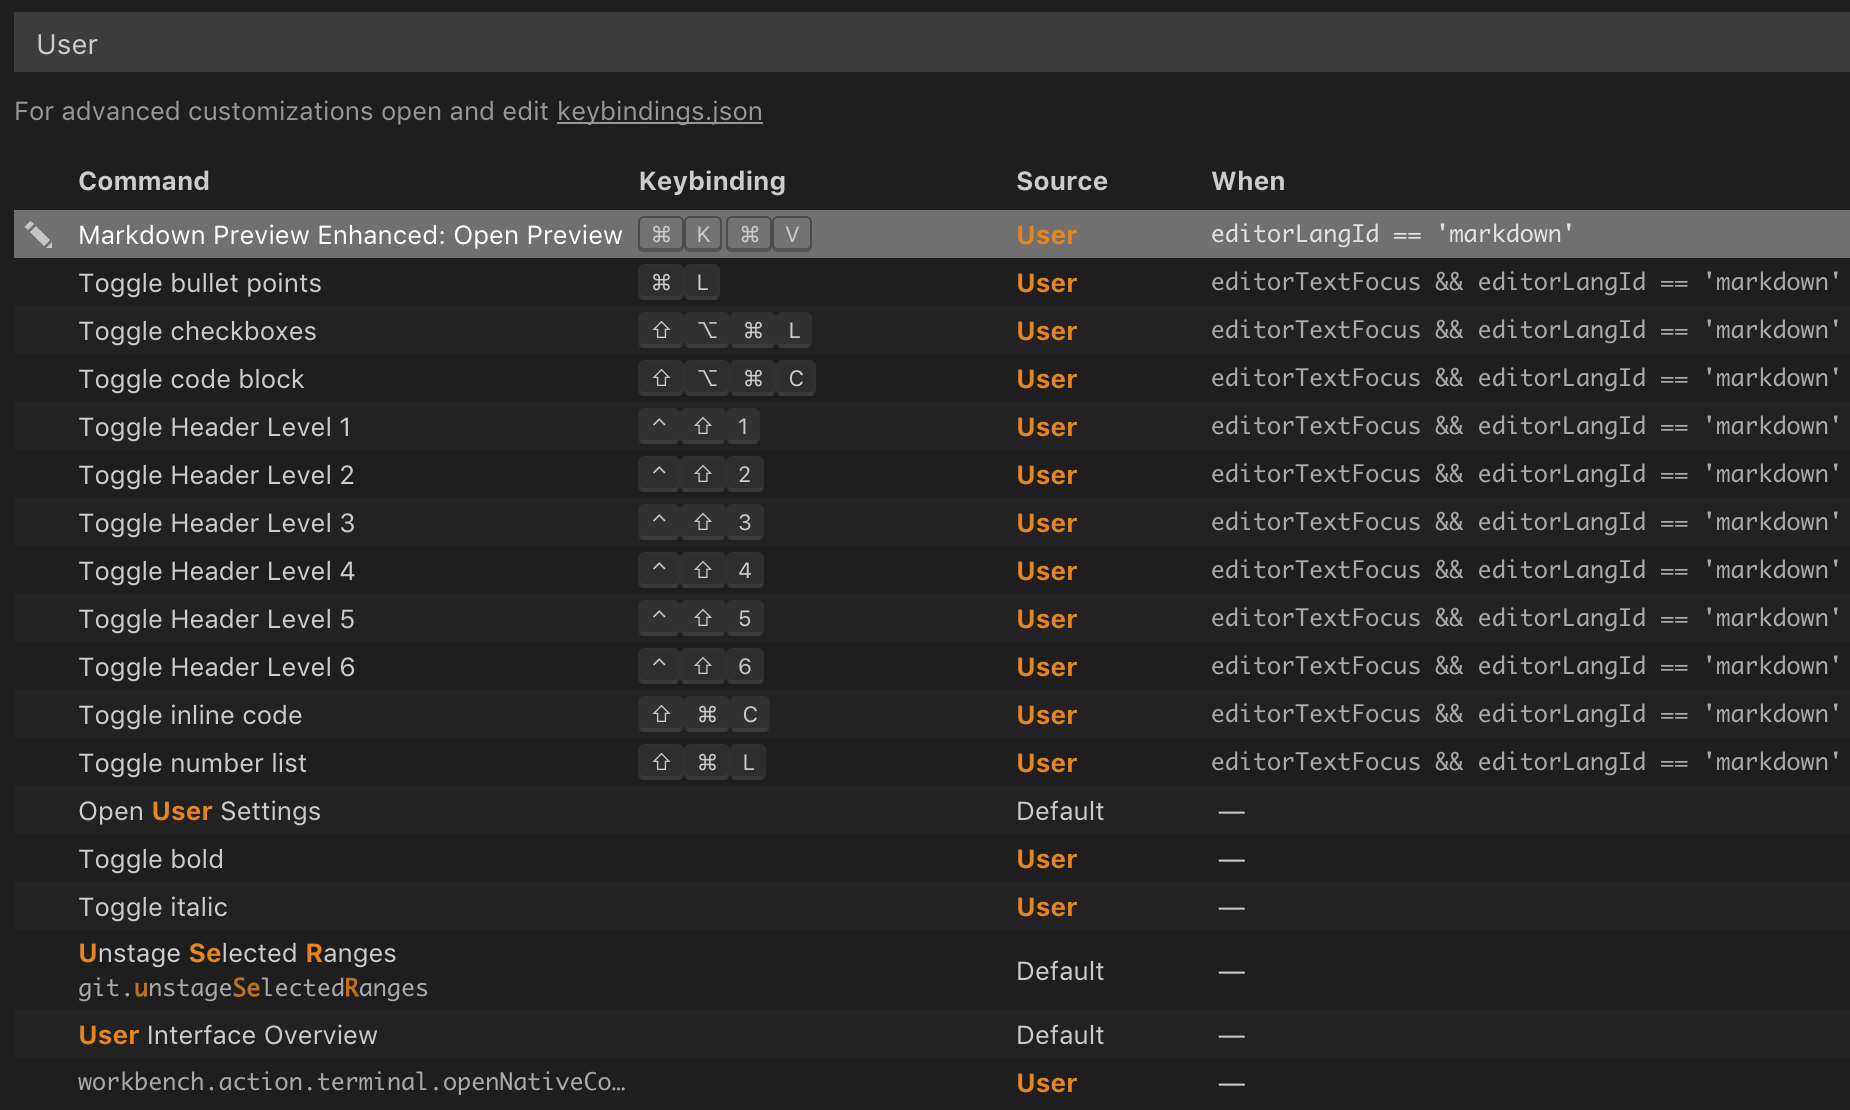 User
For advanced customizations open and edit keybindings.json
Command Keybinding Source When
Markdown Preview Enhanced: Open Preview ⌘ K ⌘ V User editorLangId == 'markdown'
Toggle bullet points ⌘ L User editorTextFocus && editorLangId == 'markdown'
Toggle checkboxes ⇧ ⌥ ⌘ L User editorTextFocus && editorLangId == 'markdown'
Toggle code block ⇧ ⌥ ⌘ C User editorTextFocus && editorLangId == 'markdown'
Toggle Header Level 1 ^ ⇧ 1 User editorTextFocus && editorLangId == 'markdown'
Toggle Header Level 2 ^ ⇧ 2 User editorTextFocus && editorLangId == 'markdown'
Toggle Header Level 3 ^ ⇧ 3 User editorTextFocus && editorLangId == 'markdown'
Toggle Header Level 4 ^ ⇧ 4 User editorTextFocus && editorLangId == 'markdown'
Toggle Header Level 5 ^ ⇧ 5 User editorTextFocus && editorLangId == 'markdown'
Toggle Header Level 6 ^ ⇧ 6 User editorTextFocus && editorLangId == 'markdown'
Toggle inline code ⇧ ⌘ C User editorTextFocus && editorLangId == 'markdown'
Toggle number list ⇧ ⌘ L User editorTextFocus && editorLangId == 'markdown'
Open User Settings Default —
Toggle bold User —
Toggle italic User —
Unstage Selected Ranges
git.unstageSelectedRanges Default —
User Interface Overview Default —
workbench.action.terminal.openNativeCo… User —